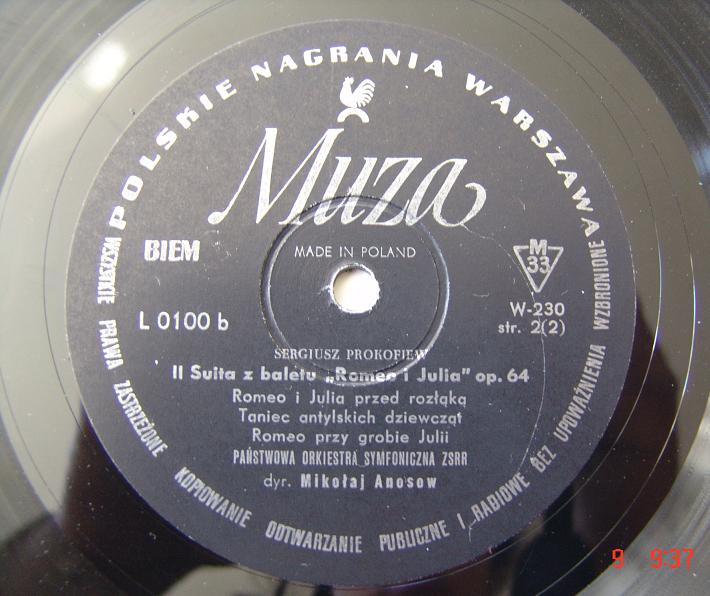 POLSKIE NAGRANIA WARSZAWA
Muza
BIEM
MADE IN POLAND
M
33
L 0100 b
W-230
str. 2(2)
SERGIUSZ PROKOFIEW
II Suita z baletu „Romeo i Julia” op. 64
Romeo i Julia przed rozłąką
Taniec antylskich dziewcząt
Romeo przy grobie Julii
PAŃSTWOWA ORKIESTRA SYMFONICZNA ZSRR
dyr. Mikołaj Anosow
WSZYSTKIE PRAWA ZASTRZEŻONE KOPIOWANIE ODTWARZANIE PUBLICZNE I RADIOWE BEZ UPOWAŻNIENIA WZBRONIONE
9 9:37